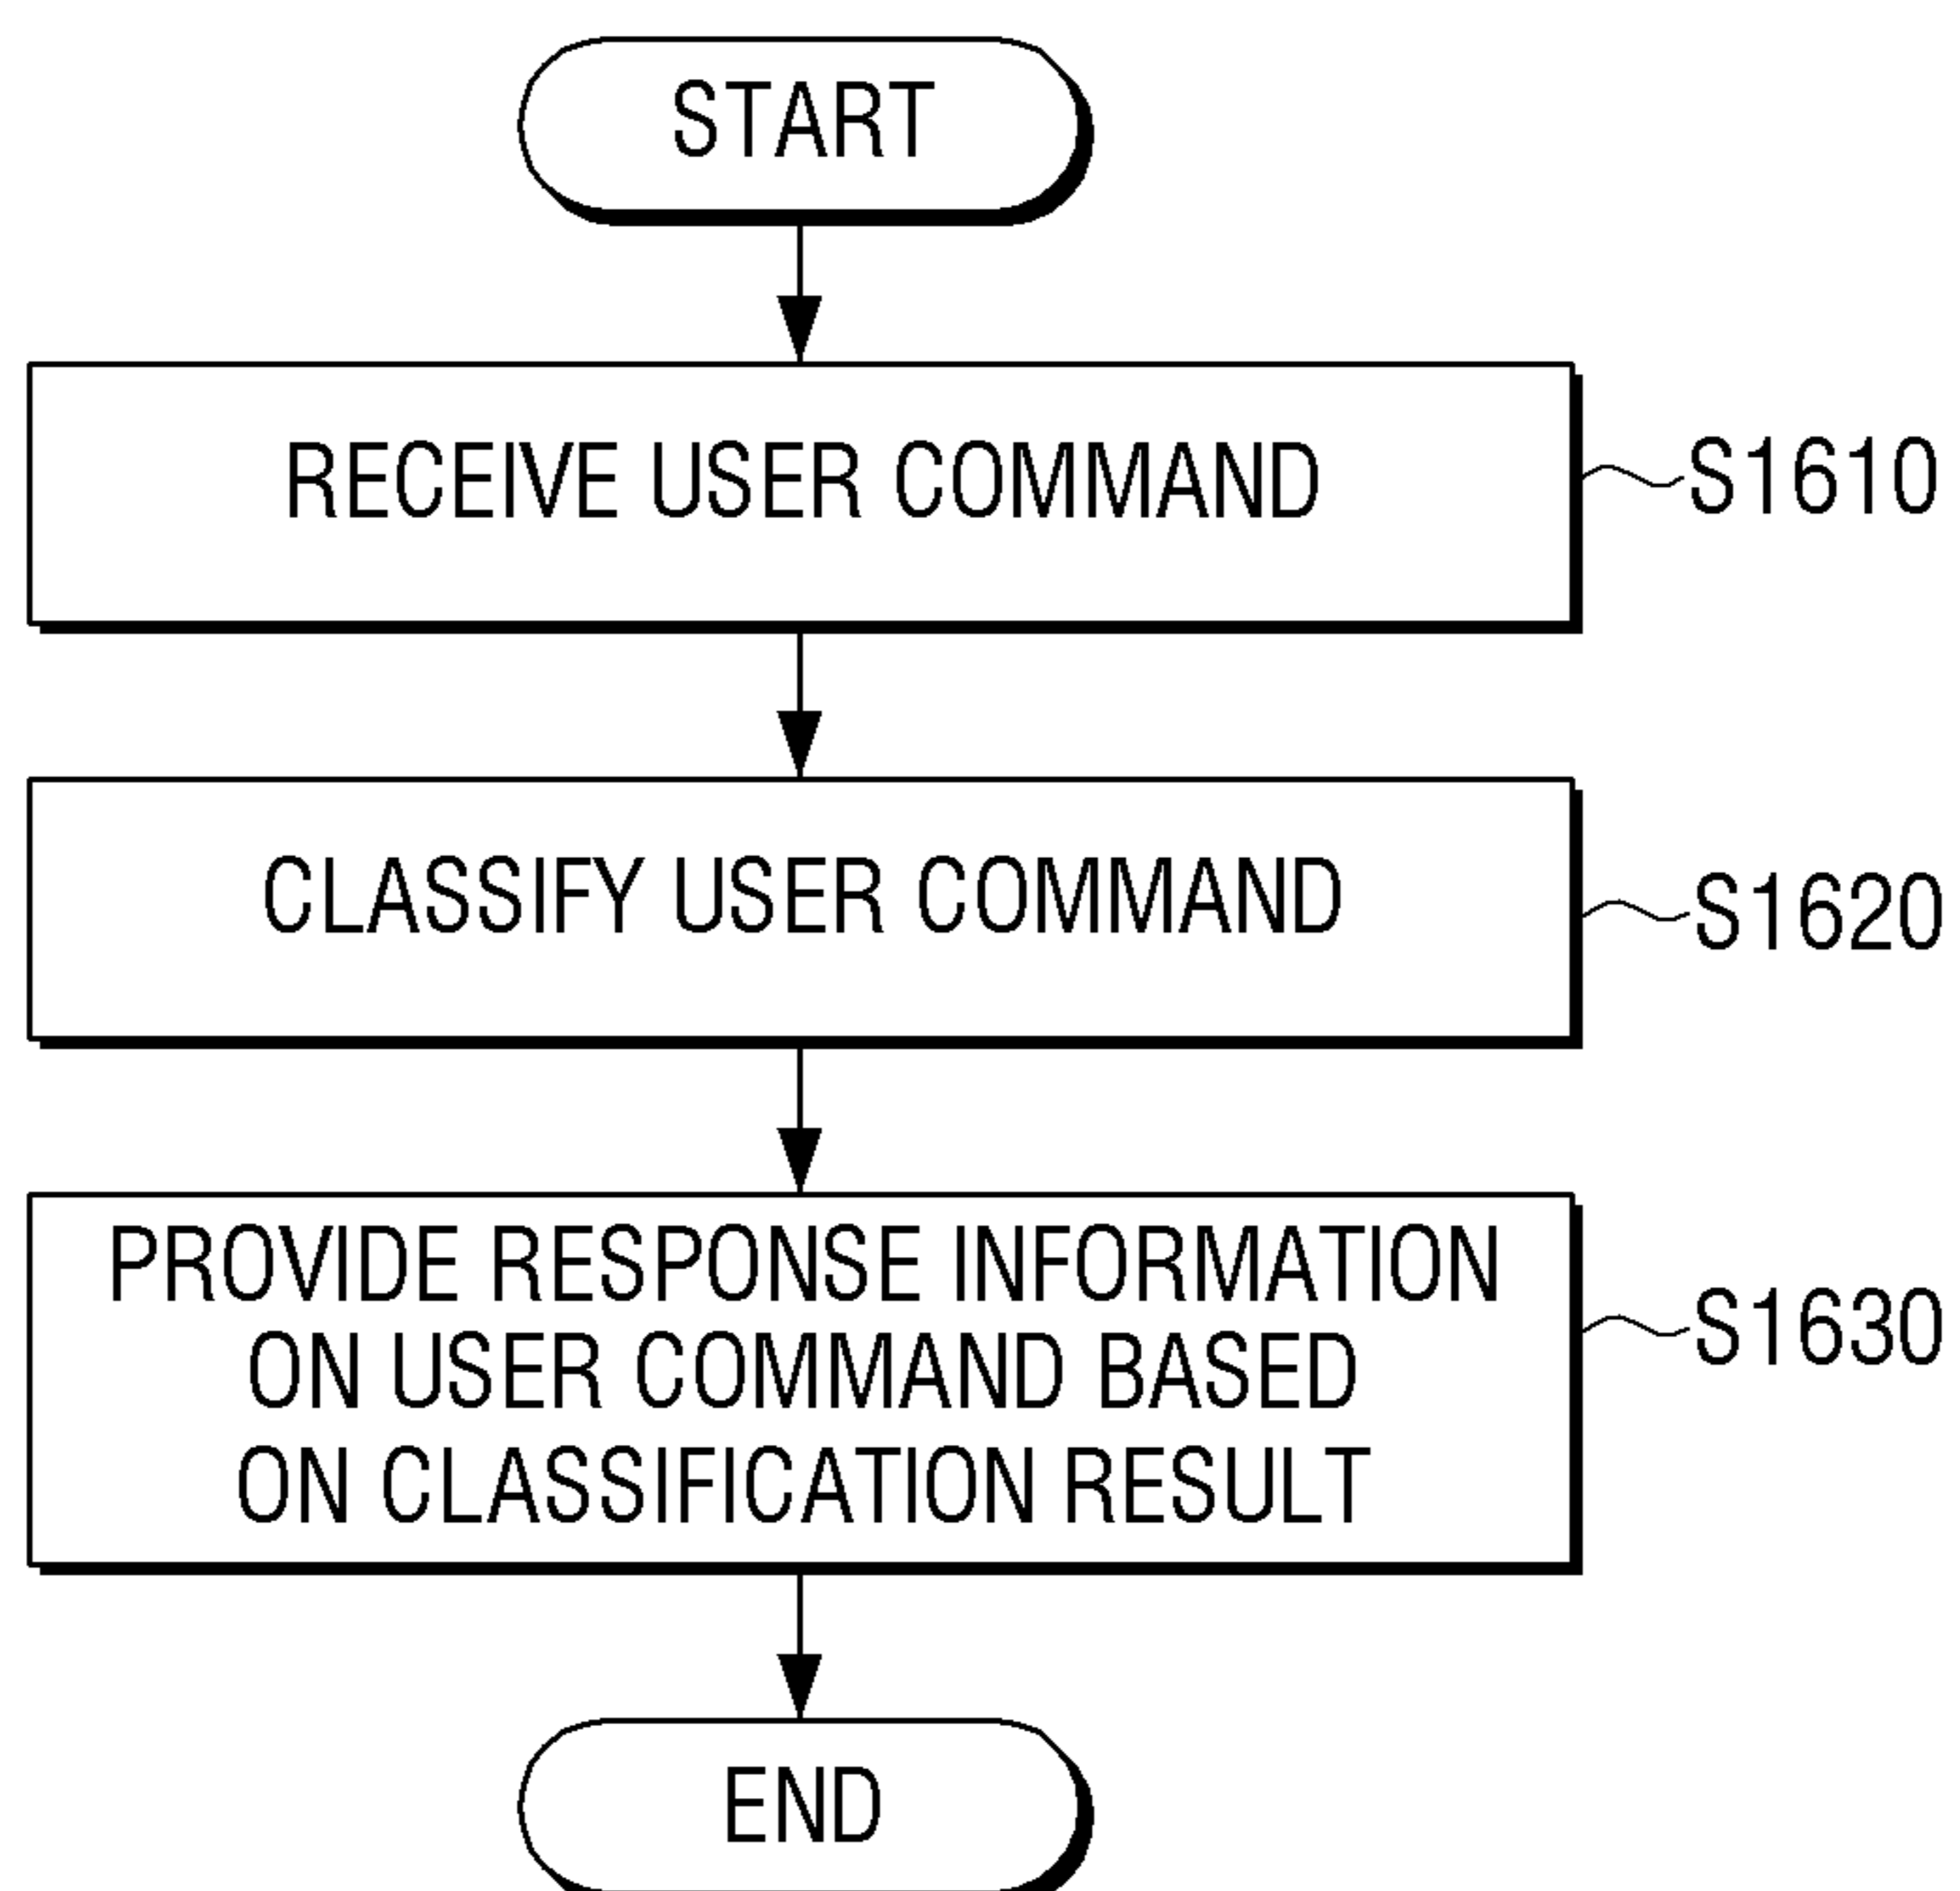 START
RECEIVE USER COMMAND
S1610
CLASSIFY USER COMMAND
S1620
PROVIDE RESPONSE INFORMATION
ON USER COMMAND BASED
ON CLASSIFICATION RESULT
S1630
END